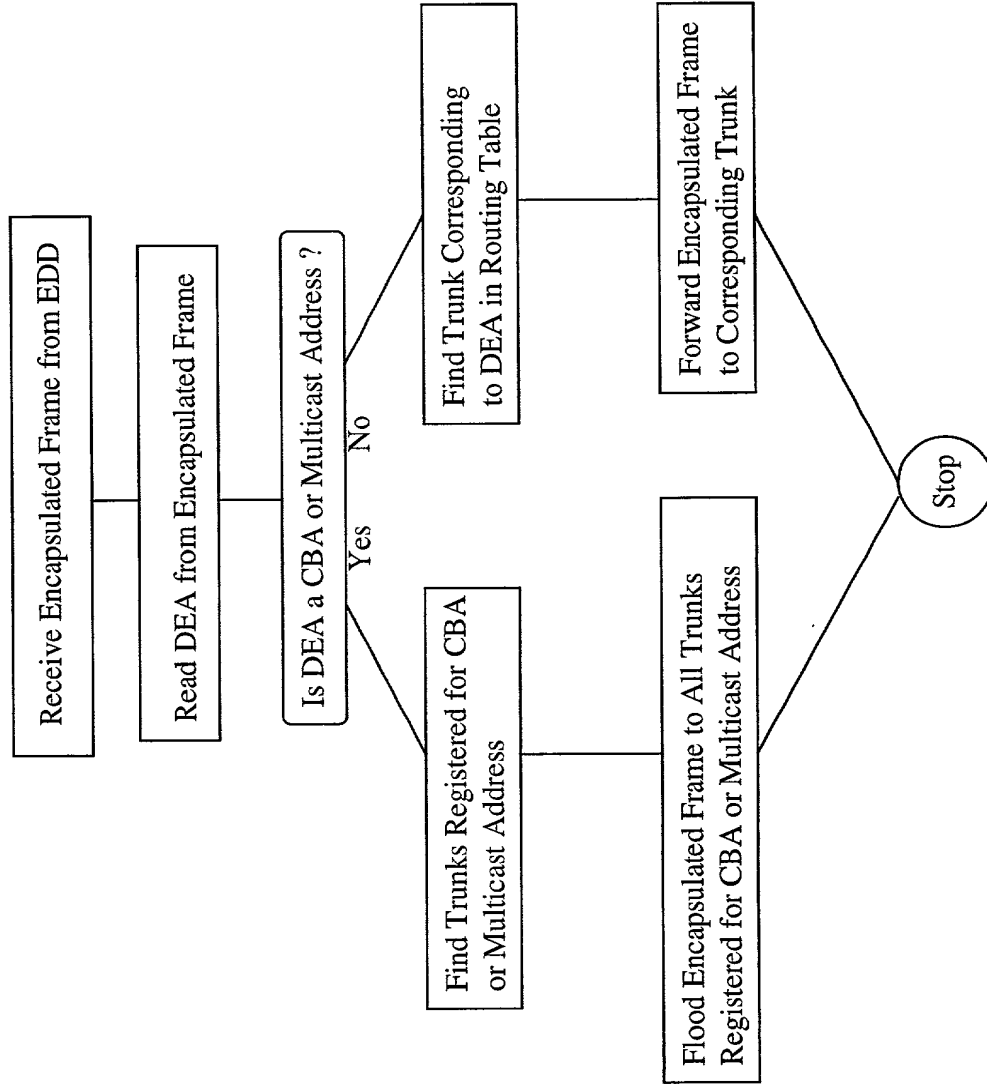 Receive Encapsulated Frame from EDD
Read DEA from Encapsulated Frame
Is DEA a CBA or Multicast Address ?
Yes
No
Find Trunks Registered for CBA
or Multicast Address
Find Trunk Corresponding
to DEA in Routing Table
Flood Encapsulated Frame to All Trunks
Registered for CBA or Multicast Address
Forward Encapsulated Frame
to Corresponding Trunk
Stop